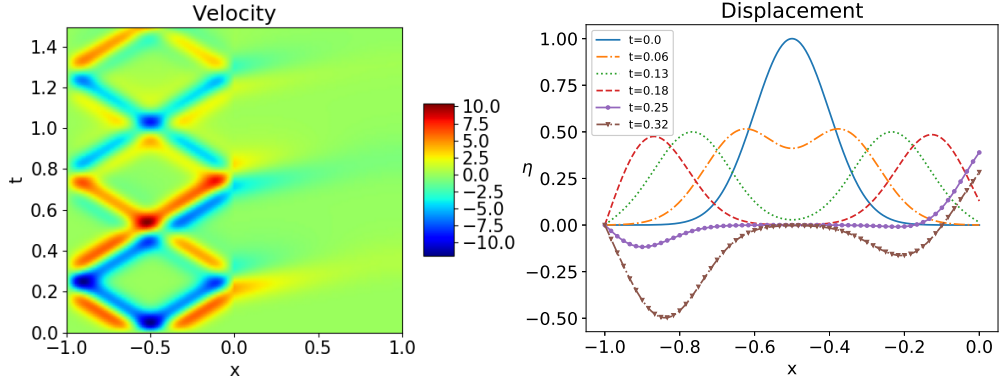 Velocity
1.4
1.2
1.0
0.8
0.6
0.4
0.2
0.0
t
−1.0
−0.5
0.0
0.5
1.0
x
10.0
7.5
5.0
2.5
0.0
−2.5
−5.0
−7.5
−10.0
Displacement
t=0.0
t=0.06
t=0.13
t=0.18
t=0.25
t=0.32
1.00
0.75
0.50
0.25
0.00
−0.25
−0.50
η
−1.0
−0.8
−0.6
−0.4
−0.2
0.0
x